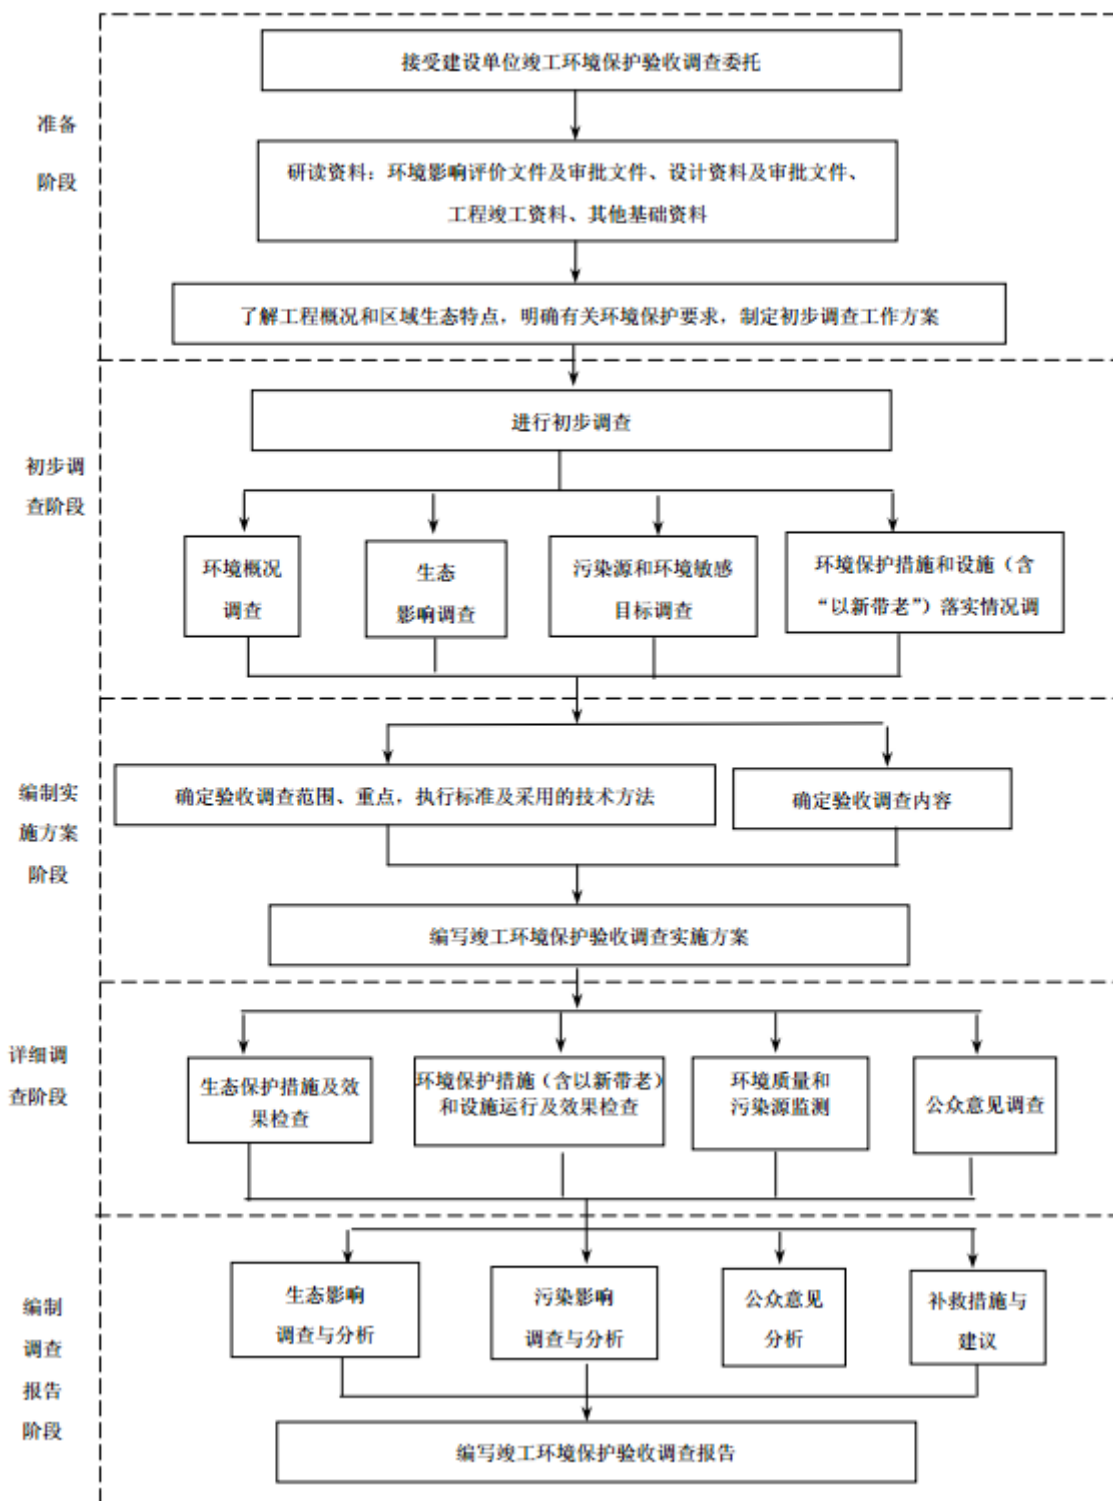 接受建设单位竣工环境保护验收调查委托
准备
阶段
研读资料：环境影响评价文件及审批文件、设计资料及审批文件、
工程竣工资料、其他基础资料
了解工程概况和区域生态特点，明确有关环境保护要求，制定初步调查工作方案
进行初步调查
初步调
查阶段
环境概况
调查
生态
影响调查
污染源和环境敏感
目标调查
环境保护措施和设施（含
“以新带老”）落实情况调
编制实
施方案
阶段
确定验收调查范围、重点，执行标准及采用的技术方法
确定验收调查内容
编写竣工环境保护验收调查实施方案
详细调
查阶段
生态保护措施及效
果检查
环境保护措施（含以新带老）
和设施运行及效果检查
环境质量和
污染源监测
公众意见调查
编制
调查
报告
阶段
生态影响
调查与分析
污染影响
调查与分析
公众意见
分析
补救措施与
建议
编写竣工环境保护验收调查报告